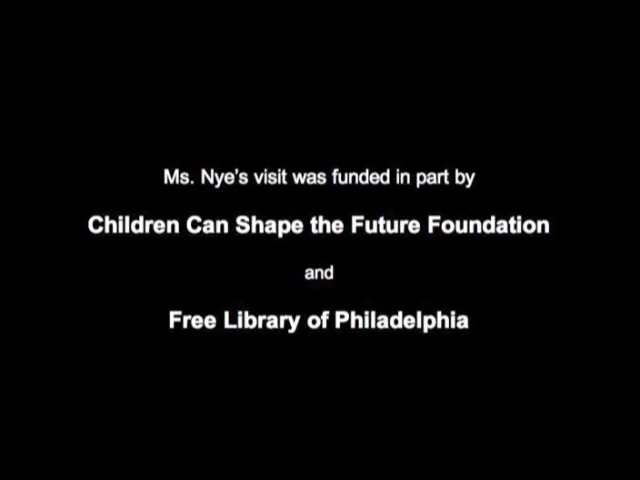 Ms. Nye's visit was funded in part by
Children Can Shape the Future Foundation
and
Free Library of Philadelphia